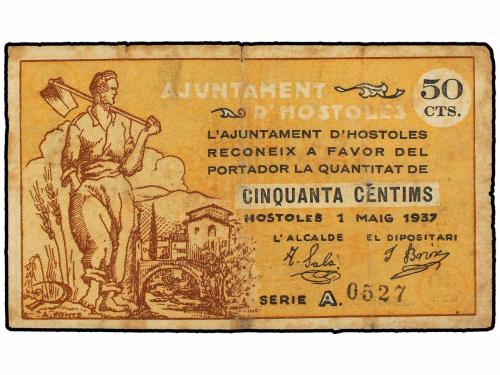 AJUNTAMENT
D'HOSTOLES
50
CTS.
L'AJUNTAMENT D'HOSTOLES
RECONEIX A FAVOR DEL
PORTADOR LA QUANTITAT DE
CINQUANTA CÈNTIMS
HOSTOLES 1 MAIG 1937
L'ALCALDE EL DIPOSITARI
SERIE A. 0527